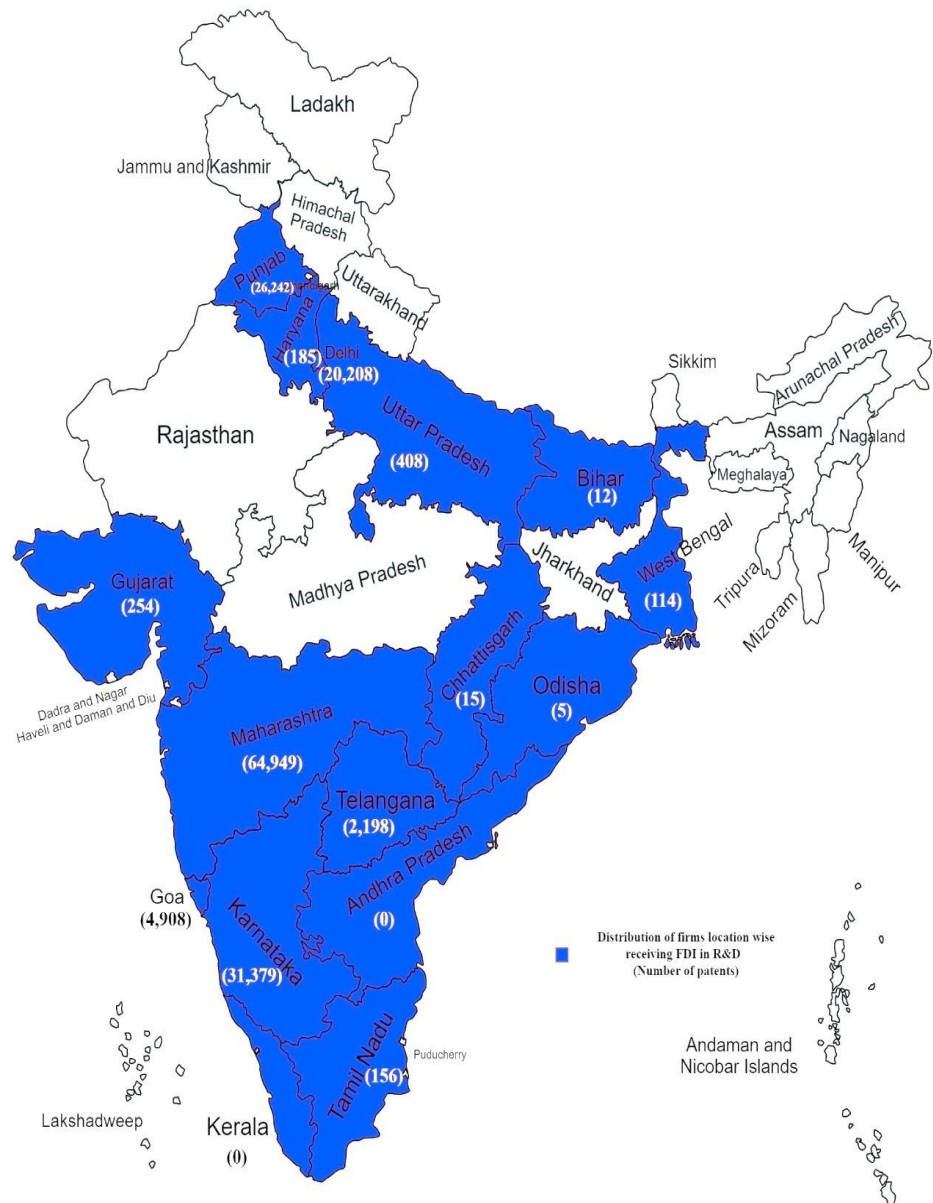 Ladakh
Jammu and Kashmir
Himachal
Pradesh
Punjab
(26,242)
Uttarakhand
Haryana
(185)
Delhi
(20,208)
Arunachal Pradesh
Sikkim
Uttar Pradesh
(408)
Rajasthan
Assam
Nagaland
Bihar
(12)
Meghalaya
Gujarat
(254)
Madhya Pradesh
Jharkhand
West Bengal
(114)
Tripura
Mizoram
Manipur
Dadra and Nagar
Haveli and Daman and Diu
Chhattisgarh
(15)
Odisha
(5)
Maharashtra
(64,949)
Telangana
(2,198)
Andhra Pradesh
(0)
Goa
(4,908)
Karnataka
(31,379)
Distribution of firms location wise
receiving FDI in R&D
(Number of patents)
Tamil Nadu
(156)
Puducherry
Andaman and
Nicobar Islands
Lakshadweep
Kerala
(0)